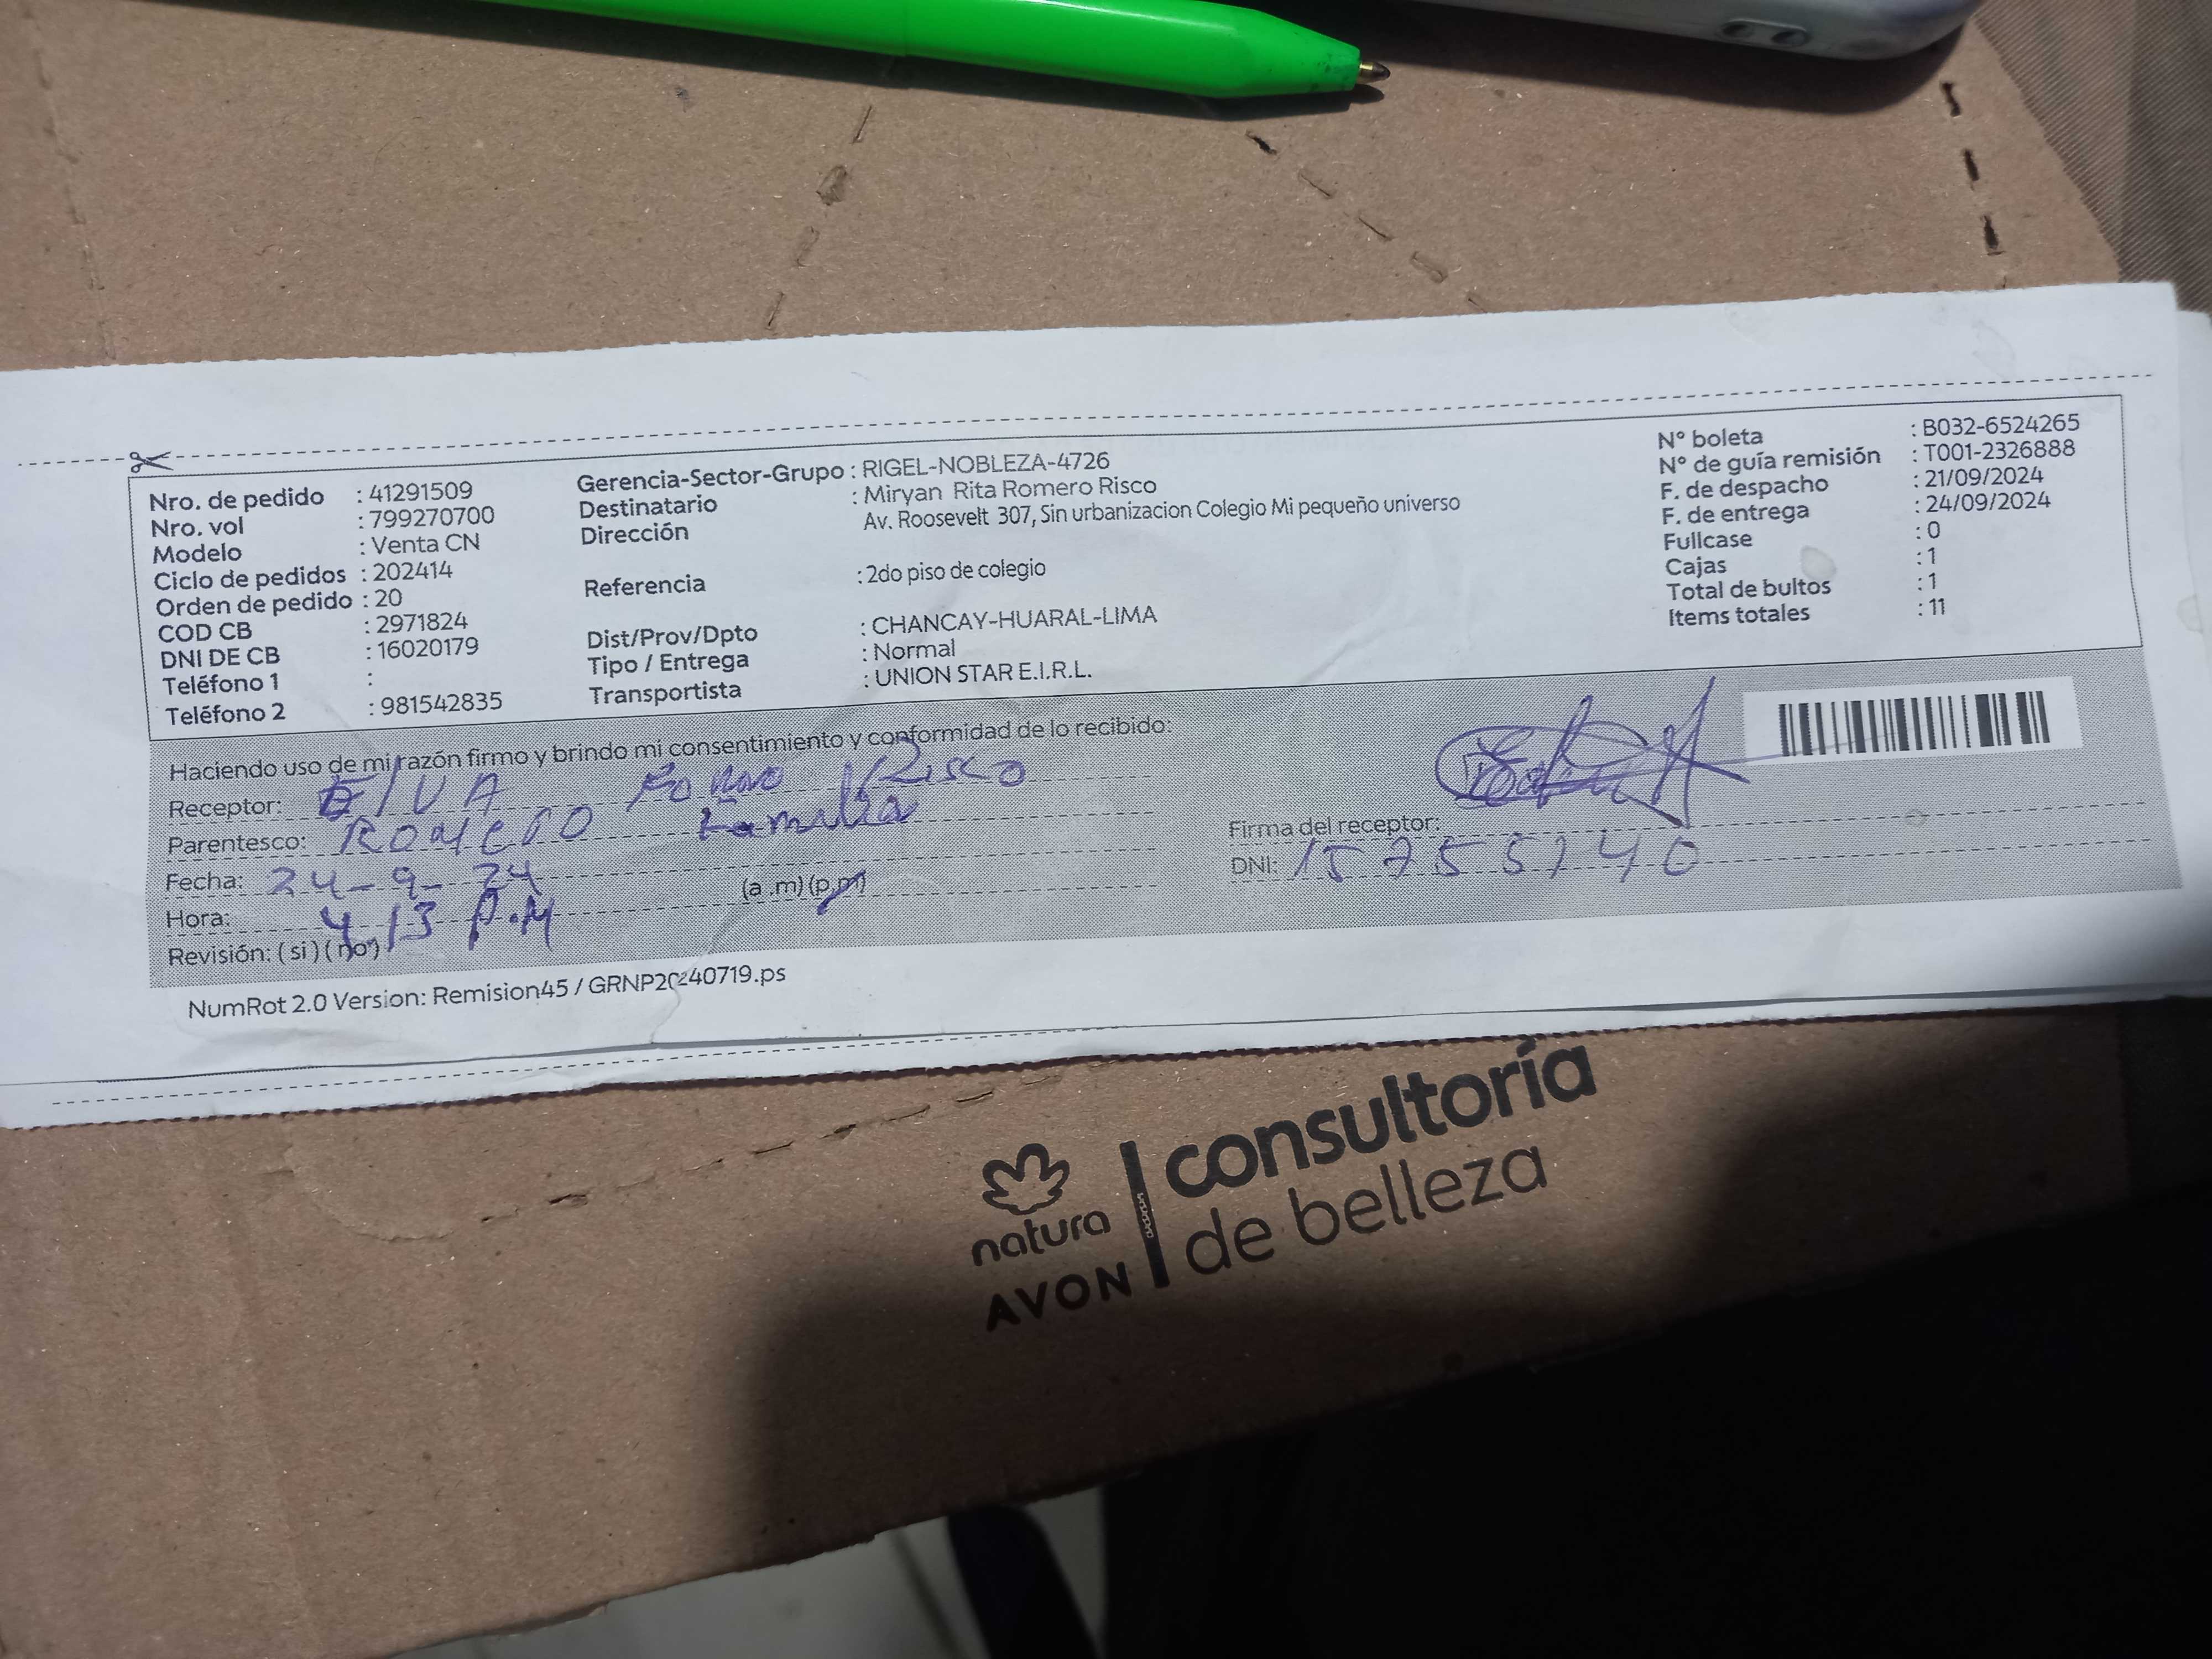 Nro. de pedido : 41291509
Nro. vol : 799270700
Modelo : Venta CN
Ciclo de pedidos : 202414
Orden de pedido : 20
COD CB : 2971824
DNI DE CB : 16020179
Teléfono 1 :
Teléfono 2 : 981542835
Gerencia-Sector-Grupo : RIGEL-NOBLEZA-4726
Destinatario : Miryan Rita Romero Risco
Dirección Av. Roosevelt 307, Sin urbanizacion Colegio Mi pequeño universo
Referencia : 2do piso de colegio
Dist/Prov/Dpto : CHANCAY-HUARAL-LIMA
Tipo / Entrega : Normal
Transportista : UNION STAR E.I.R.L.
N° boleta : B032-6524265
N° de guía remisión : T001-2326888
F. de despacho : 21/09/2024
F. de entrega : 24/09/2024
Fullcase : 0
Cajas : 1
Total de bultos : 1
Items totales : 11
Haciendo uso de mi razón firmo y brindo mi consentimiento y conformidad de lo recibido:
Receptor: ElVA Risco
Parentesco: ROMERO Familia
Fecha: 24-9-24
Hora: 4.13 P.M (a .m) (p.m)
Revisión: ( si ) ( no )
Firma del receptor:
DNI:
NumRot 2.0 Version: Remision45 / GRNP20240719.ps
natura
AVON
consultoría
de belleza